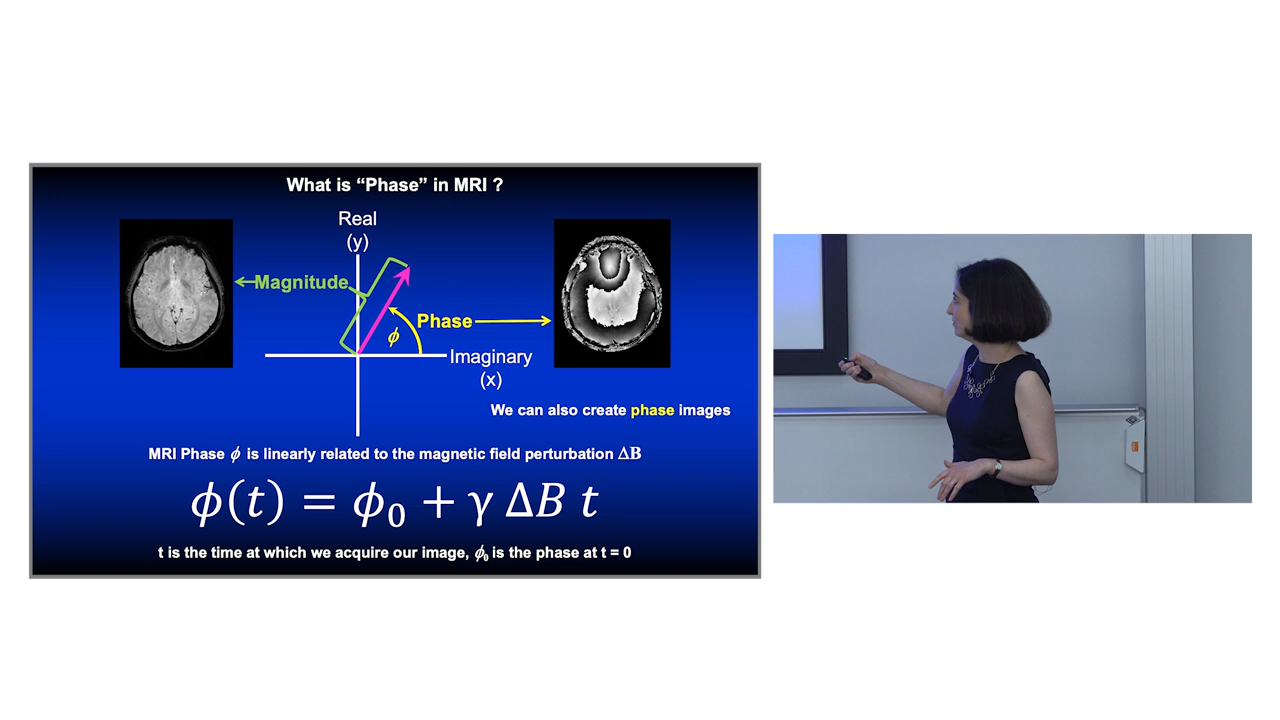 What is “Phase” in MRI ?
Real
(y)
Magnitude
Phase
ϕ
Imaginary
(x)
We can also create phase images
MRI Phase ϕ is linearly related to the magnetic field perturbation ΔB
ϕ(t) = ϕ₀ + γ ΔB t
t is the time at which we acquire our image, ϕ₀ is the phase at t = 0